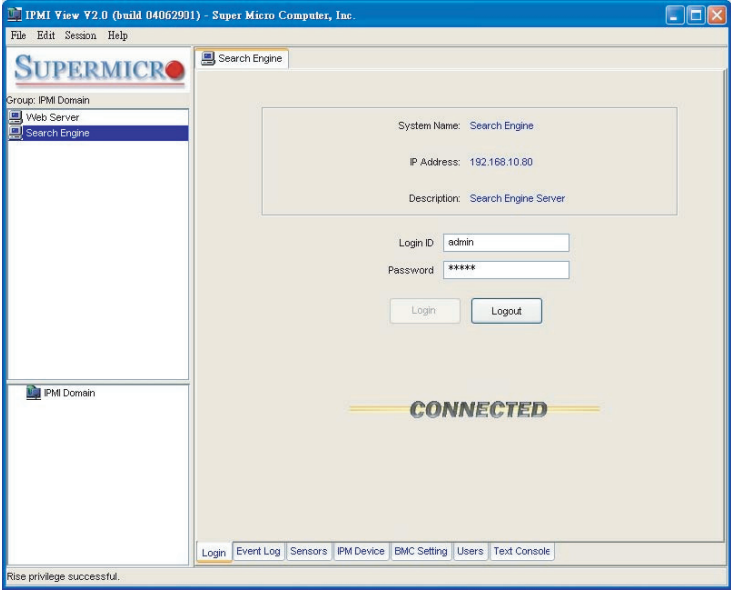 IPMI View V2.0 (build 04062901) - Super Micro Computer, Inc.
File Edit Session Help
SUPERMICRO
Group: IPMI Domain
Web Server
Search Engine
IPMI Domain
Search Engine
System Name: Search Engine
IP Address: 192.168.10.80
Description: Search Engine Server
Login ID admin
Password *****
Login Logout
CONNECTED
Login Event Log Sensors IPM Device BMC Setting Users Text Console
Rise privilege successful.